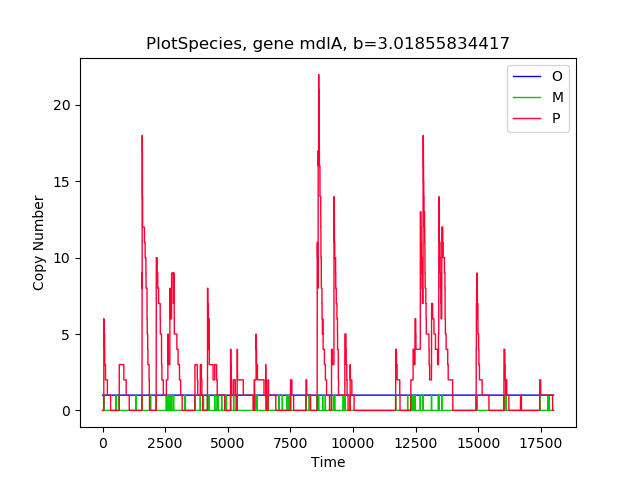 PlotSpecies, gene mdlA, b=3.01855834417
O
M
P
20
15
10
5
0
Copy Number
0 2500 5000 7500 10000 12500 15000 17500
Time